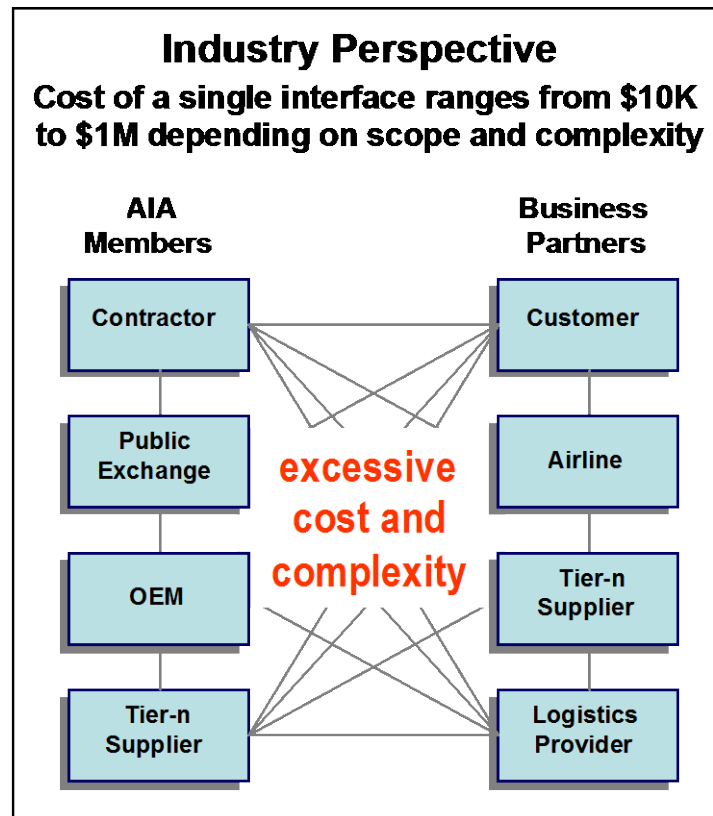 Industry Perspective
Cost of a single interface ranges from $10K
to $1M depending on scope and complexity
AIA
Members
Business
Partners
Contractor
Customer
Public
Exchange
Airline
excessive
cost and
complexity
OEM
Tier-n
Supplier
Tier-n
Supplier
Logistics
Provider